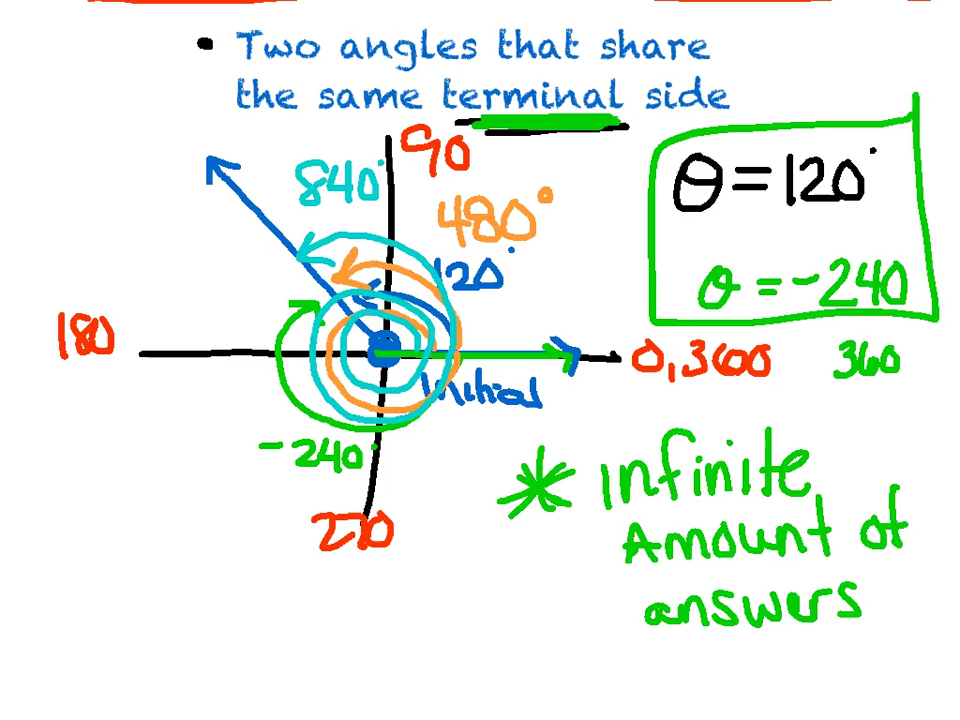 • Two angles that share
the same terminal side
90
840°
480°
120°
θ = 120°
θ = -240
180
0,360
360
initial
-240°
270
* infinite
Amount of
answers